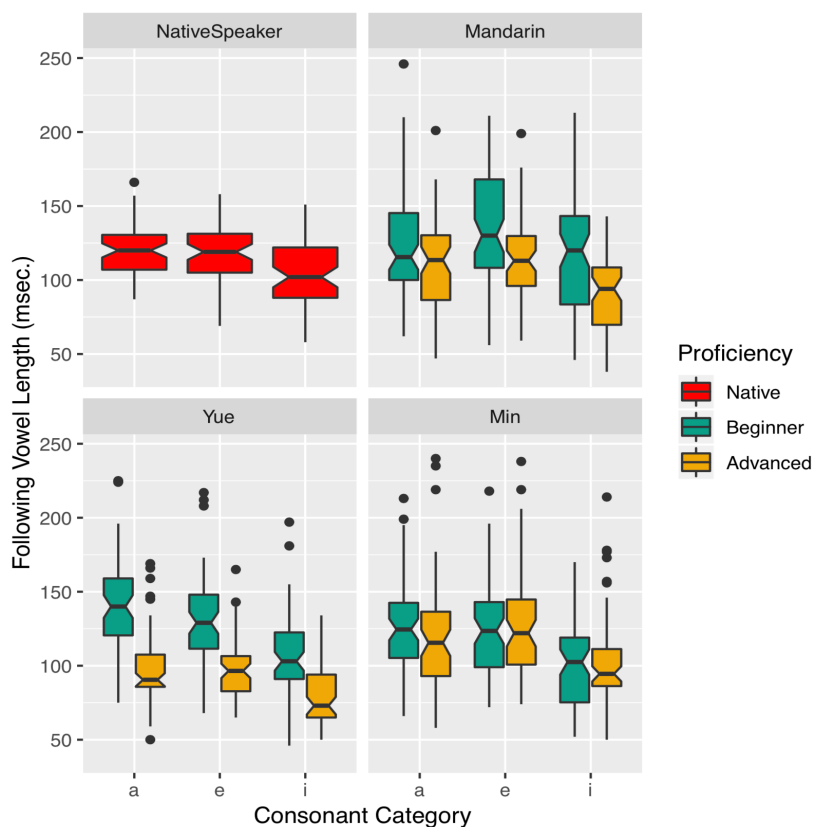 NativeSpeaker
Mandarin
250
200
150
100
50
Yue
Min
250
200
150
100
50
a e i
a e i
Consonant Category
Following Vowel Length (msec.)
Proficiency
Native
Beginner
Advanced